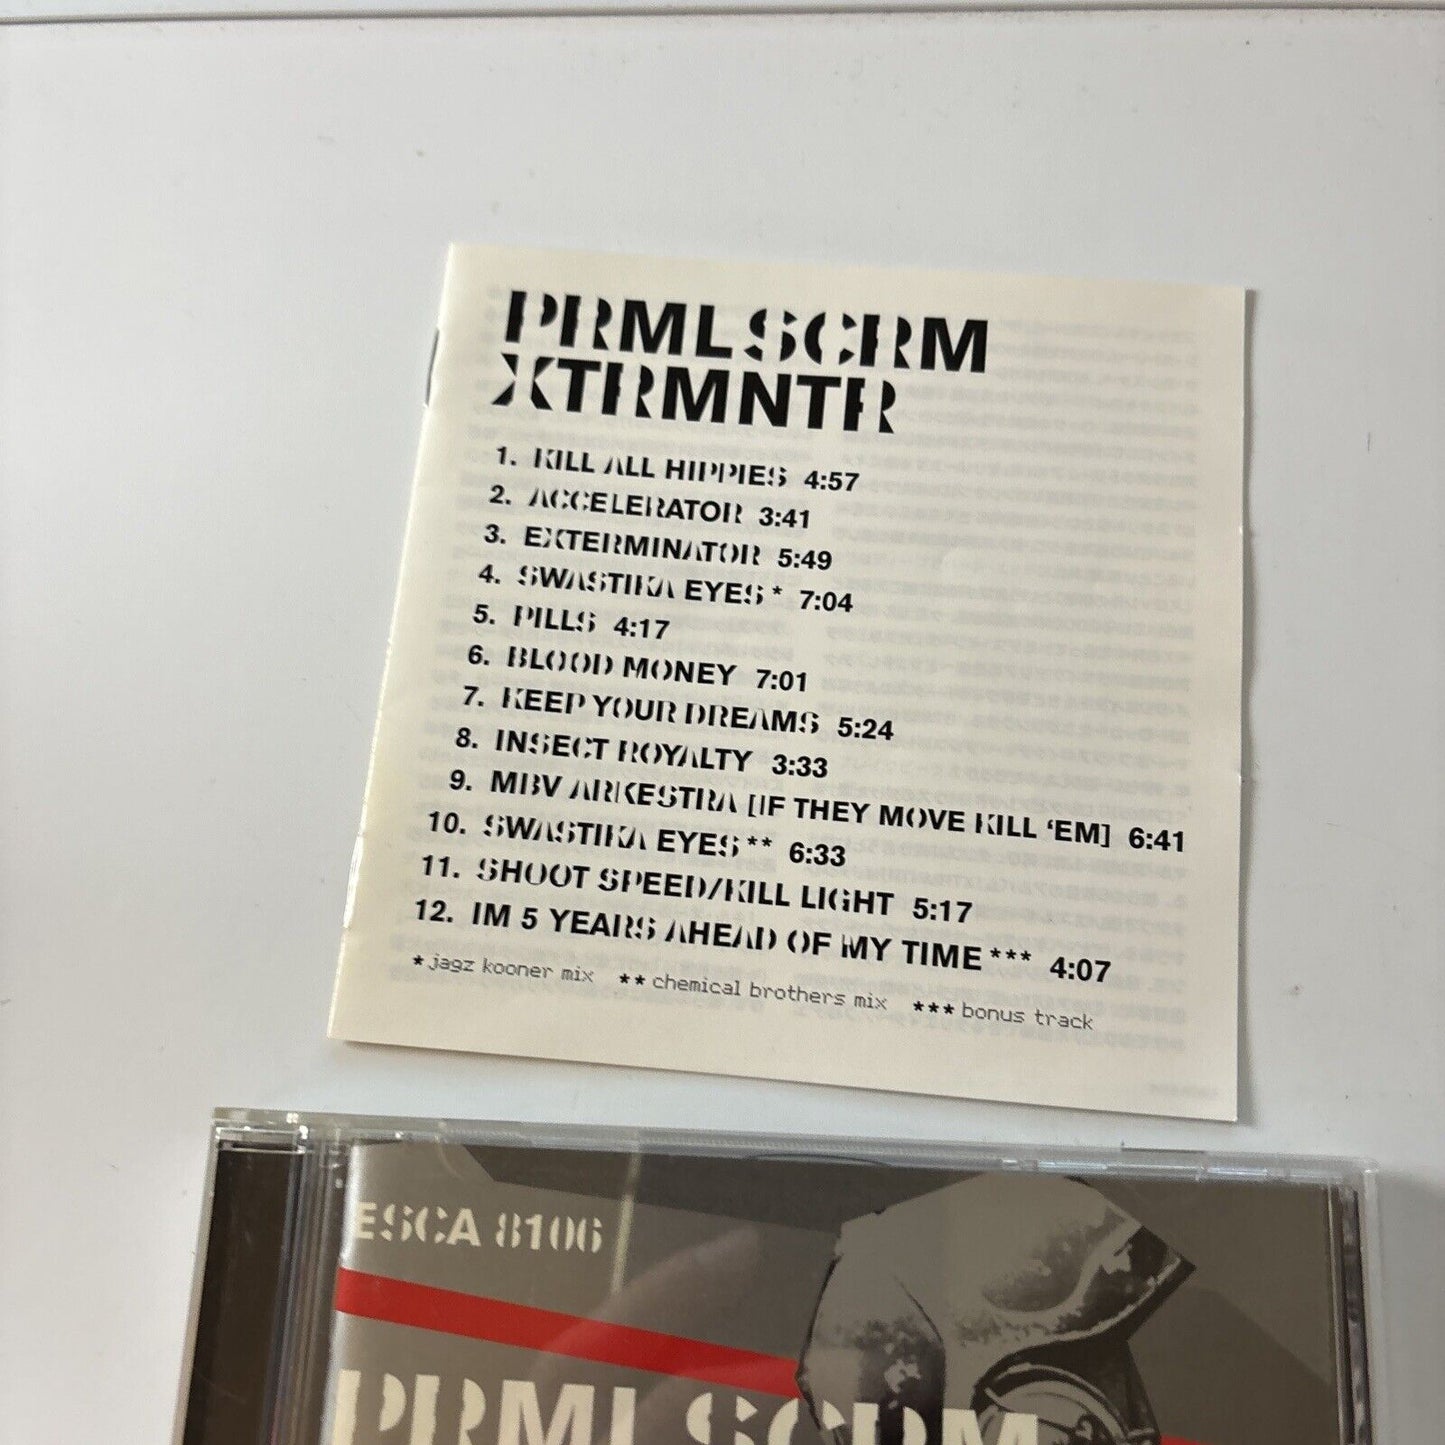 PRML SCRM
XTRMNTR
1. KILL ALL HIPPIES 4:57
2. ACCELERATOR 3:41
3. EXTERMINATOR 5:49
4. SWASTIKA EYES * 7:04
5. PILLS 4:17
6. BLOOD MONEY 7:01
7. KEEP YOUR DREAMS 5:24
8. INSECT ROYALTY 3:33
9. MBV ARKESTRA [IF THEY MOVE KILL ‘EM] 6:41
10. SWASTIKA EYES ** 6:33
11. SHOOT SPEED/KILL LIGHT 5:17
12. IM 5 YEARS AHEAD OF MY TIME *** 4:07
* jagz kooner mix ** chemical brothers mix *** bonus track
ESCA 8106
PRML SCRM